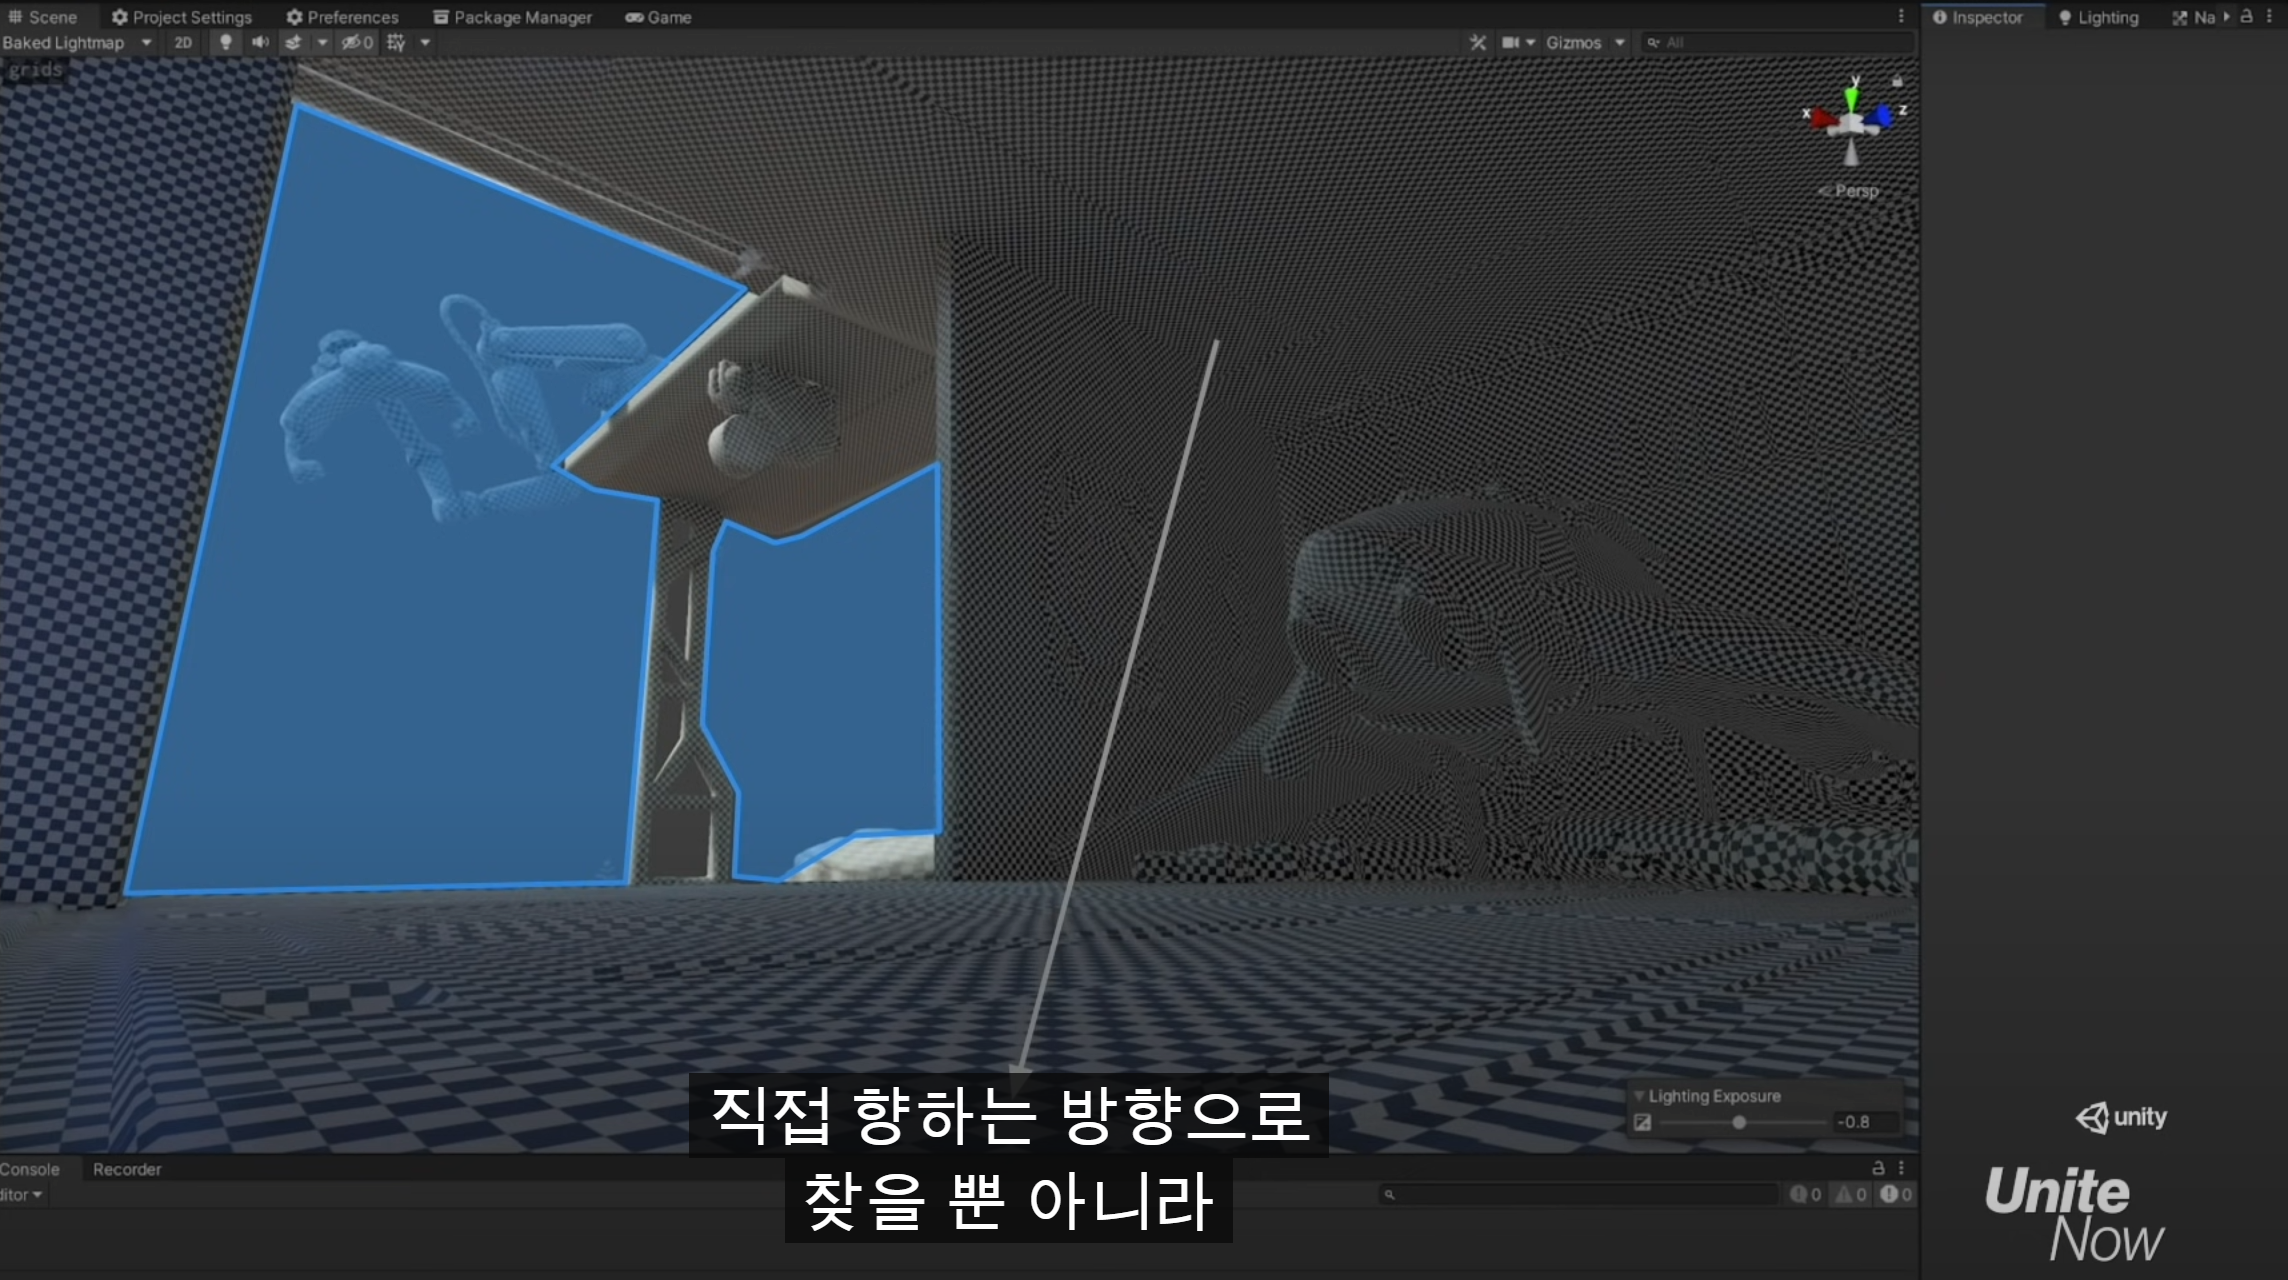 Scene Project Settings Preferences Package Manager Game
Inspector Lighting Na
Baked Lightmap 2D 0 Gizmos All
grids
y
x z
Persp
Lighting Exposure
-0.8
unity
Unite
Now
직접 향하는 방향으로
찾을 뿐 아니라
Console Recorder
ditor 0 0 0